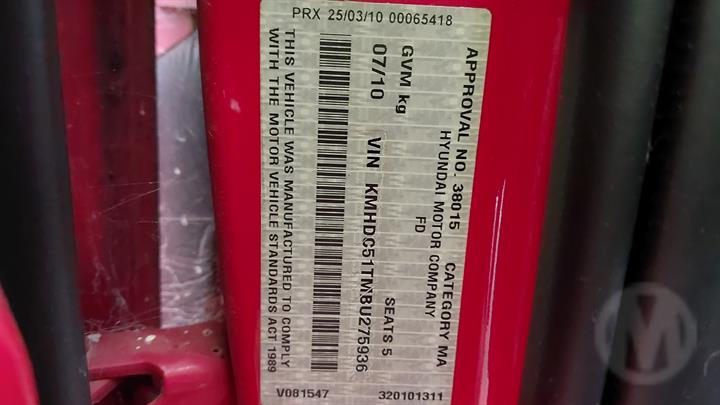 PRX 25/03/10 00065418
APPROVAL NO. 38015 CATEGORY MA
HYUNDAI MOTOR COMPANY
FD
GVM kg SEATS 5
07/10 VIN KMHDC51TMBU275936
THIS VEHICLE WAS MANUFACTURED TO COMPLY
WITH THE MOTOR VEHICLE STANDARDS ACT 1989
V081547 320101311
M